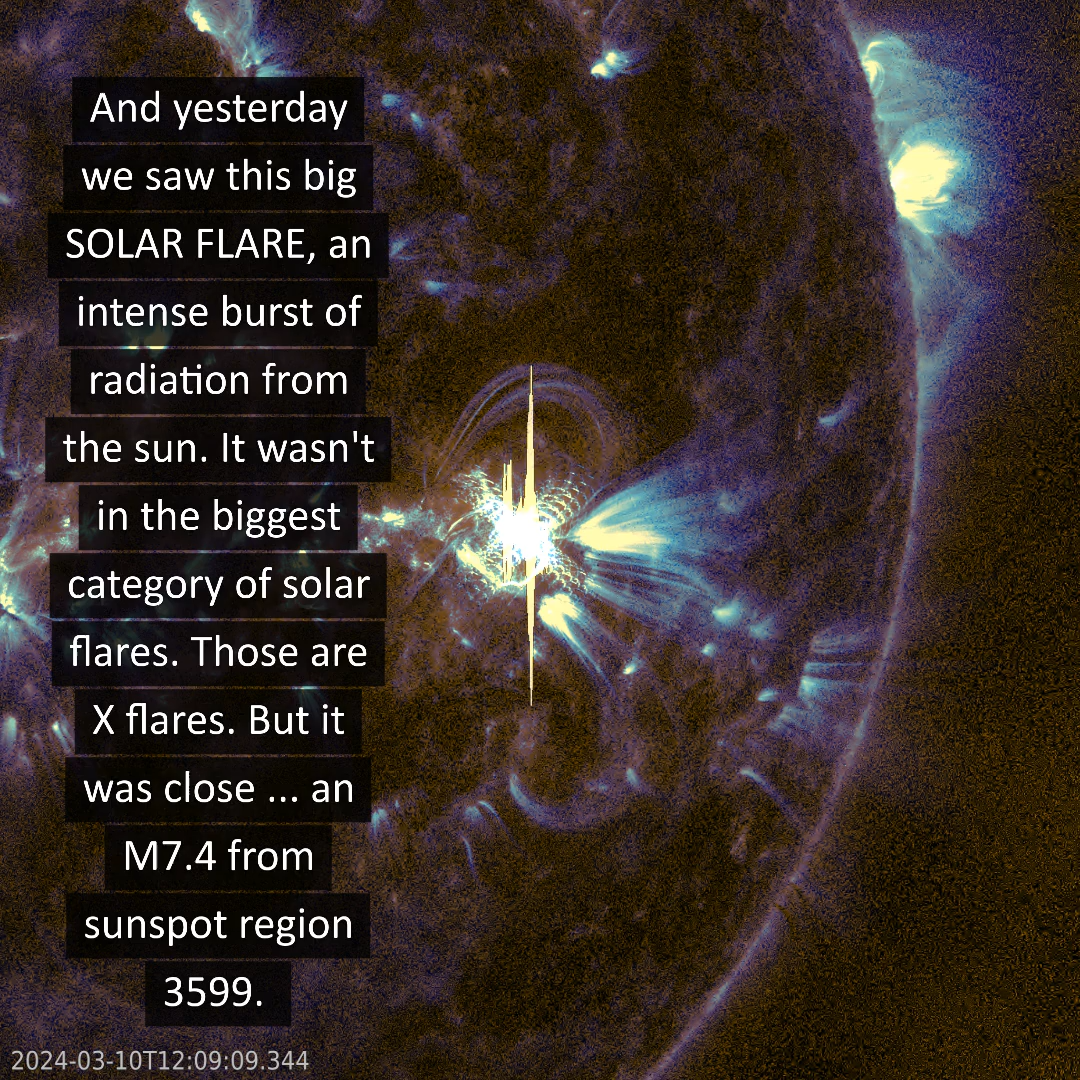 And yesterday
we saw this big
SOLAR FLARE, an
intense burst of
radiation from
the sun. It wasn't
in the biggest
category of solar
flares. Those are
X flares. But it
was close ... an
M7.4 from
sunspot region
3599.
2024-03-10T12:09:09.344